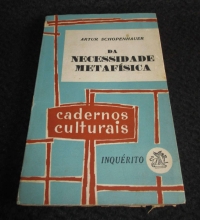 ARTUR SCHOPENHAUER
DA
NECESSIDADE
METAFÍSICA
cadernos
culturais
INQUÉRITO